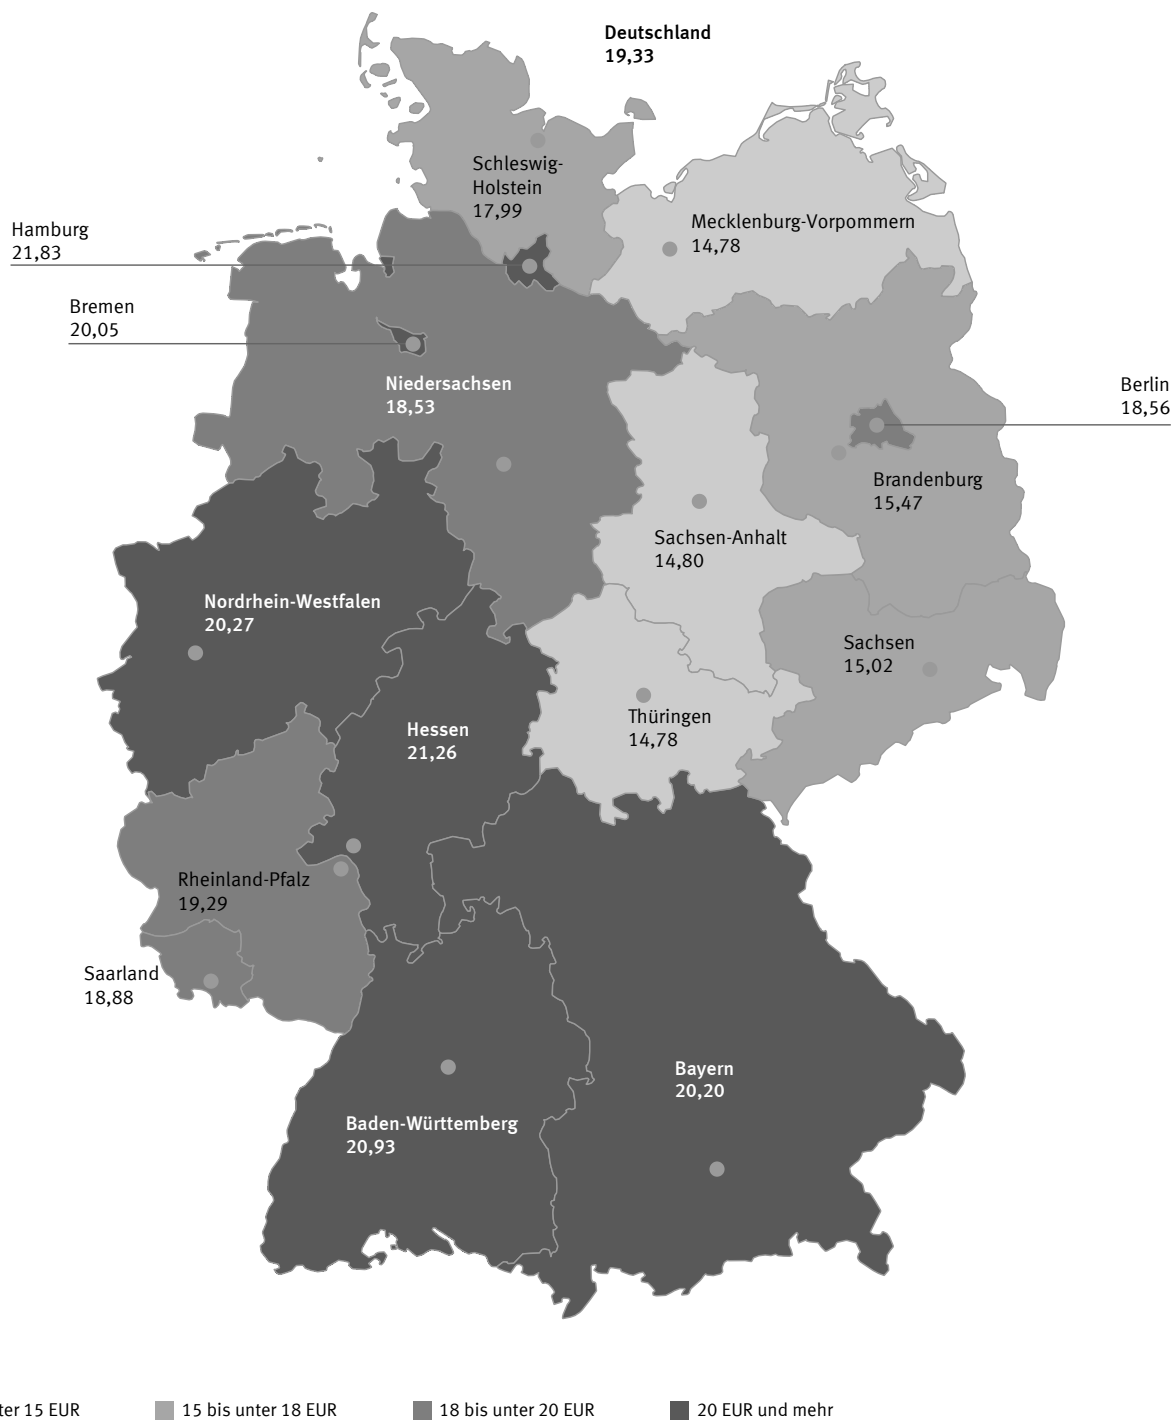 Deutschland
19,33
Schleswig-
Holstein
17,99
Mecklenburg-Vorpommern
14,78
Hamburg
21,83
Bremen
20,05
Niedersachsen
18,53
Berlin
18,56
Brandenburg
15,47
Sachsen-Anhalt
14,80
Nordrhein-Westfalen
20,27
Sachsen
15,02
Thüringen
14,78
Hessen
21,26
Rheinland-Pfalz
19,29
Saarland
18,88
Bayern
20,20
Baden-Württemberg
20,93
ter 15 EUR 15 bis unter 18 EUR 18 bis unter 20 EUR 20 EUR und mehr